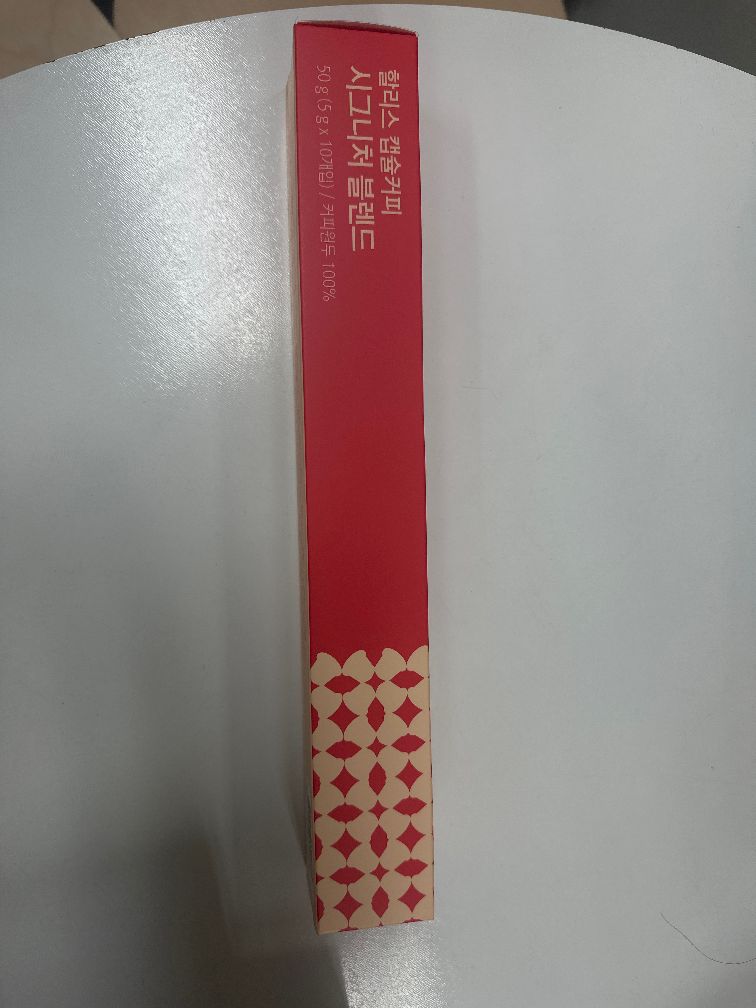 할리스 캡슐커피
시그니처 블렌드
50 g (5 g x 10개입) / 커피원두 100%